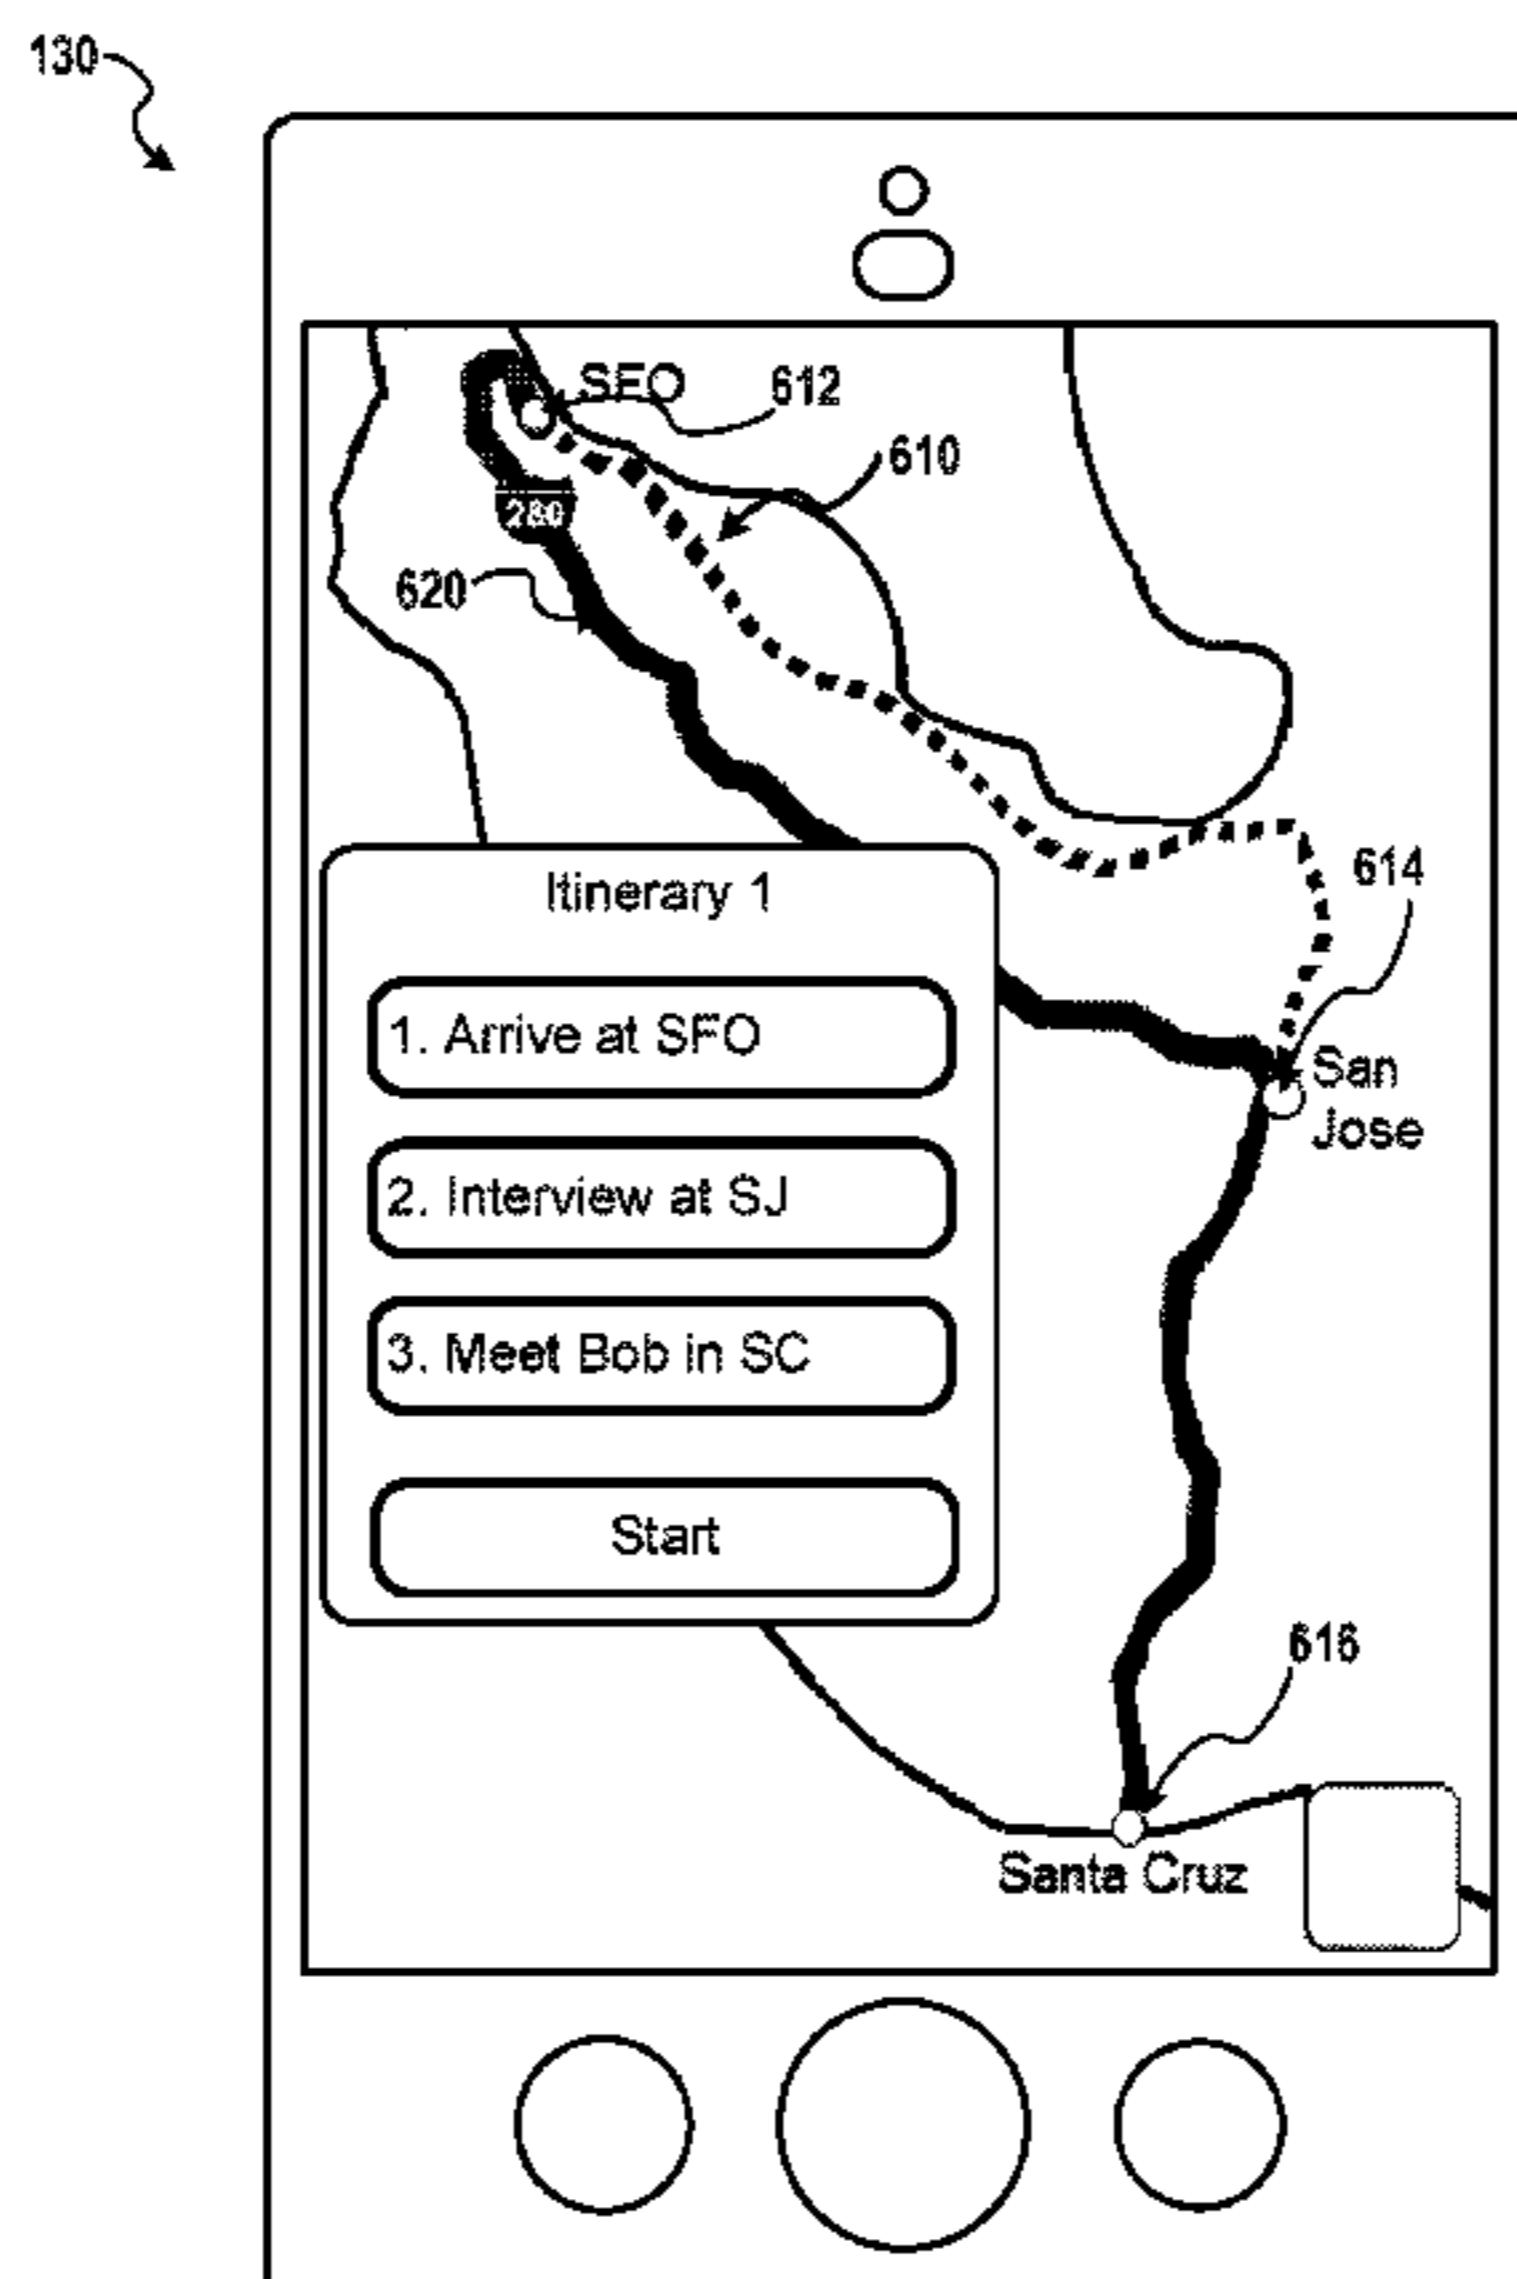 130
SFO
612
610
280
620
Itinerary 1
614
1. Arrive at SFO
San
Jose
2. Interview at SJ
3. Meet Bob in SC
Start
616
Santa Cruz